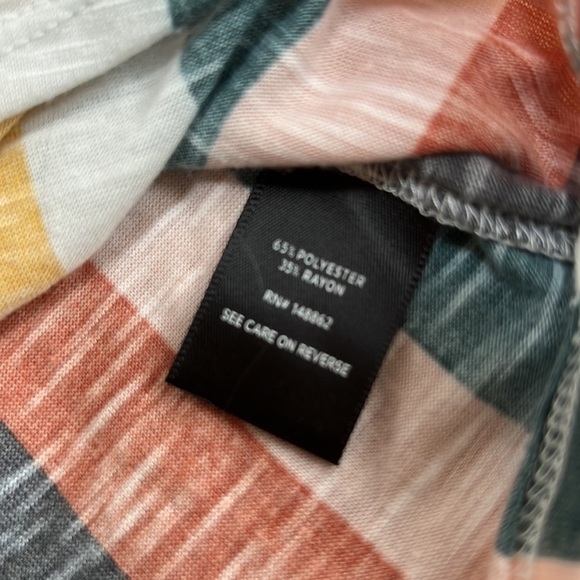 65% POLYESTER
35% RAYON
RN# 148862
SEE CARE ON REVERSE